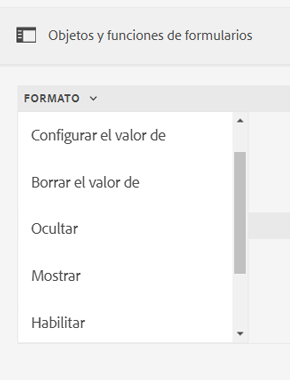 Objetos y funciones de formularios
FORMATO
Configurar el valor de
Borrar el valor de
Ocultar
Mostrar
Habilitar